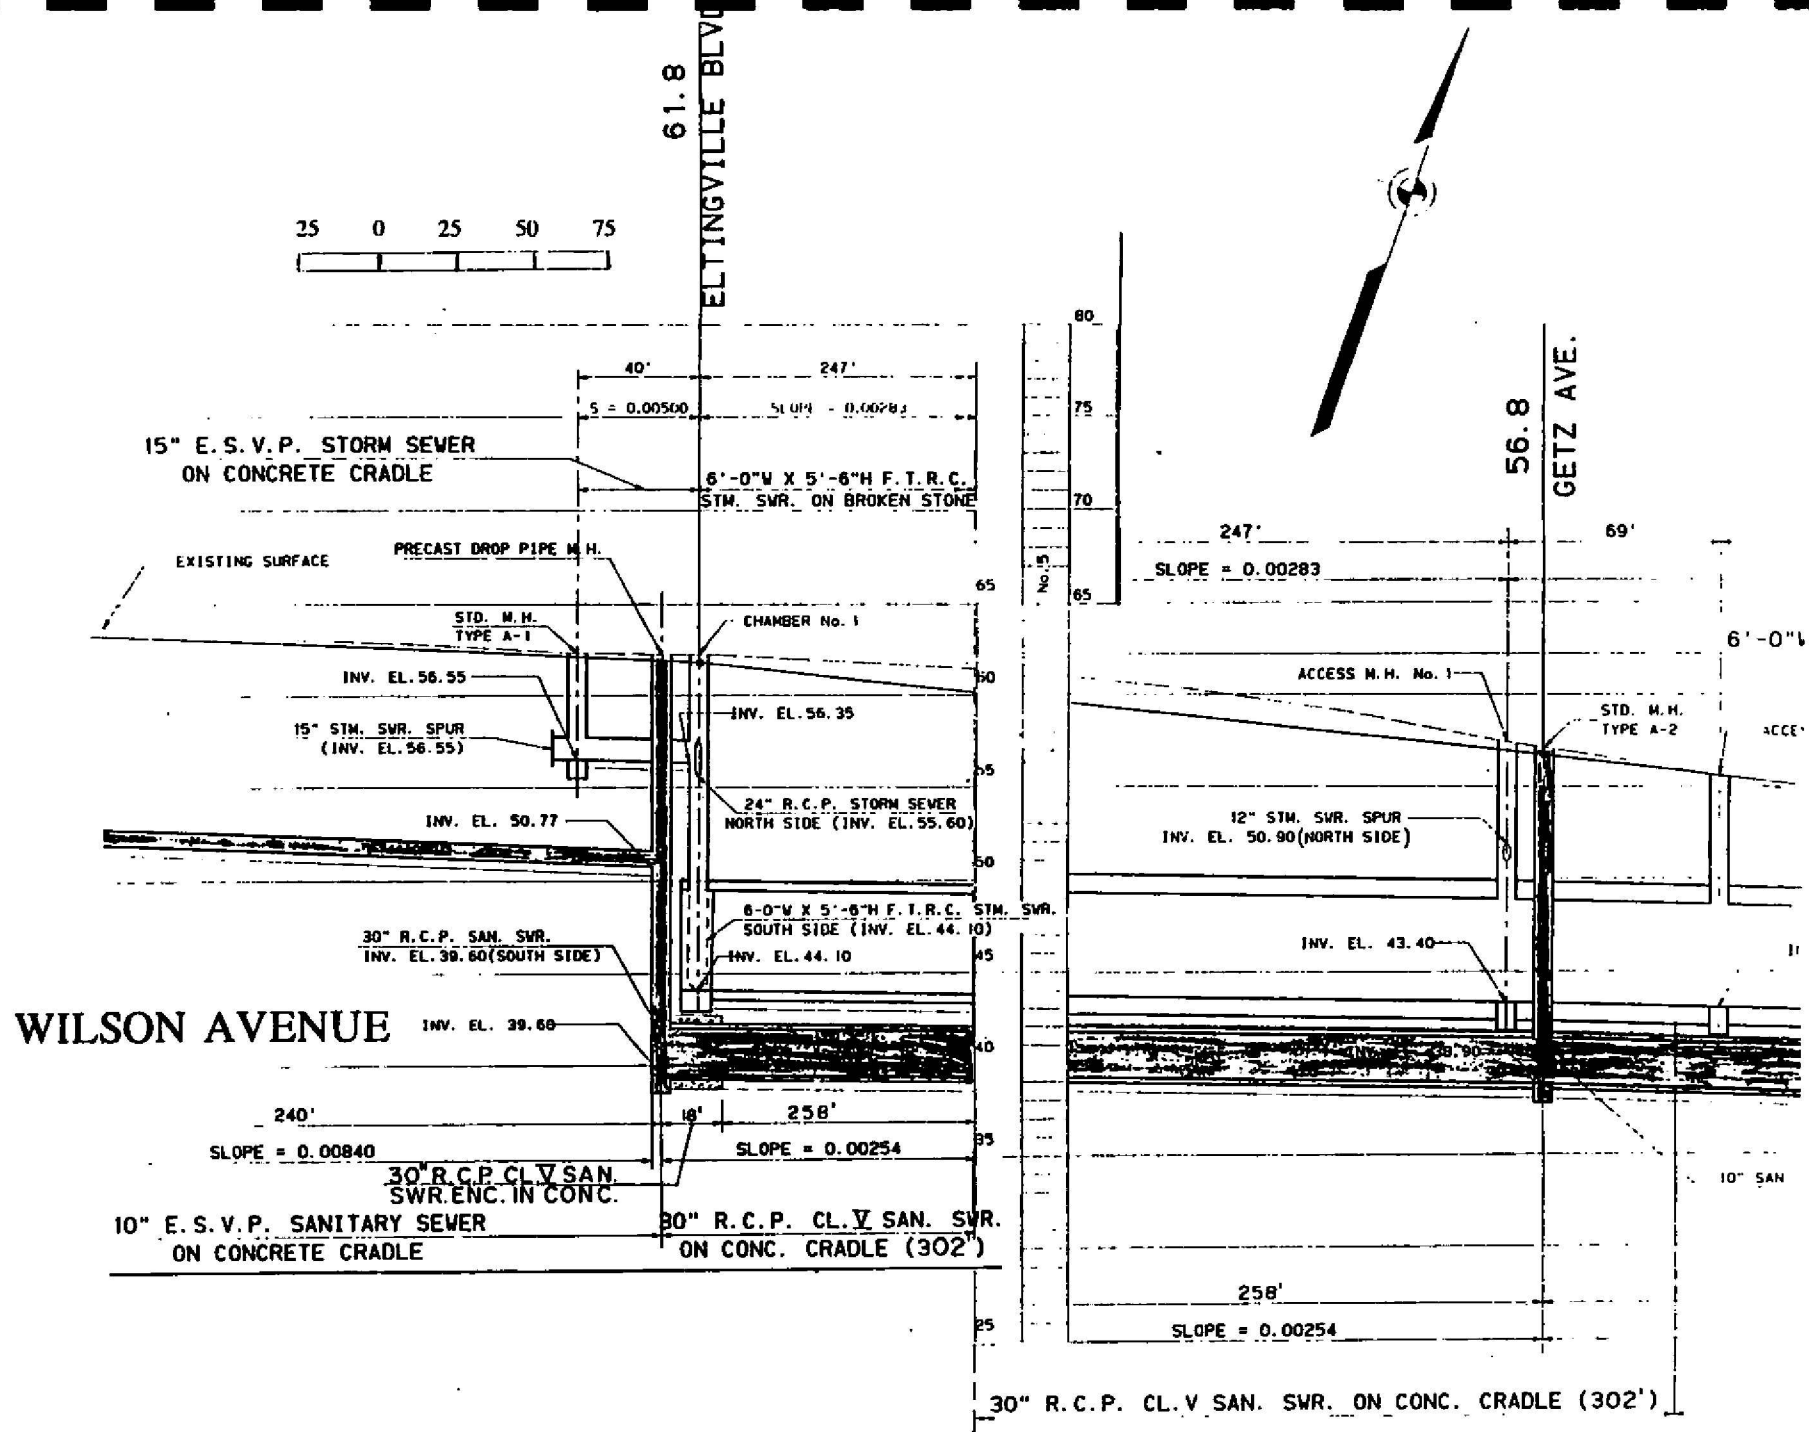 ELTINGVILLE BLVD
61.8
25 0 25 50 75
40' 247'
S = 0.00500 SLOPE - 0.00283
15" E.S.V.P. STORM SEWER
ON CONCRETE CRADLE
6'-0"W X 5'-6"H F.T.R.C.
STM. SWR. ON BROKEN STONE
EXISTING SURFACE
PRECAST DROP PIPE M.H.
STD. M.H.
TYPE A-1
CHAMBER No. 1
INV. EL.56.55
INV. EL.56.35
15" STM. SWR. SPUR
(INV. EL.56.55)
24" R.C.P. STORM SEWER
NORTH SIDE (INV. EL.55.60)
INV. EL. 50.77
6-0"W X 5'-6"H F.T.R.C. STM. SWR.
SOUTH SIDE (INV. EL.44.10)
30" R.C.P. SAN. SWR.
INV. EL.39.60(SOUTH SIDE)
INV. EL.44.10
WILSON AVENUE
INV. EL. 39.60
240' 18' 258'
SLOPE = 0.00840 SLOPE = 0.00254
30" R.C.P. CL V SAN.
SWR. ENC. IN CONC.
10" E.S.V.P. SANITARY SEWER
ON CONCRETE CRADLE
30" R.C.P. CL.V SAN. SWR.
ON CONC. CRADLE (302')
65
60
55
50
45
40
35
25
No. 5
80
75
70
65
56.8
GETZ AVE.
247' 69'
SLOPE = 0.00283
6'-0"W
ACCESS M.H. No. 1
STD. M.H.
TYPE A-2
ACCE
12" STM. SWR. SPUR
INV. EL. 50.90(NORTH SIDE)
INV. EL. 43.40
10" SAN
258'
SLOPE = 0.00254
30" R.C.P. CL.V SAN. SWR. ON CONC. CRADLE (302')